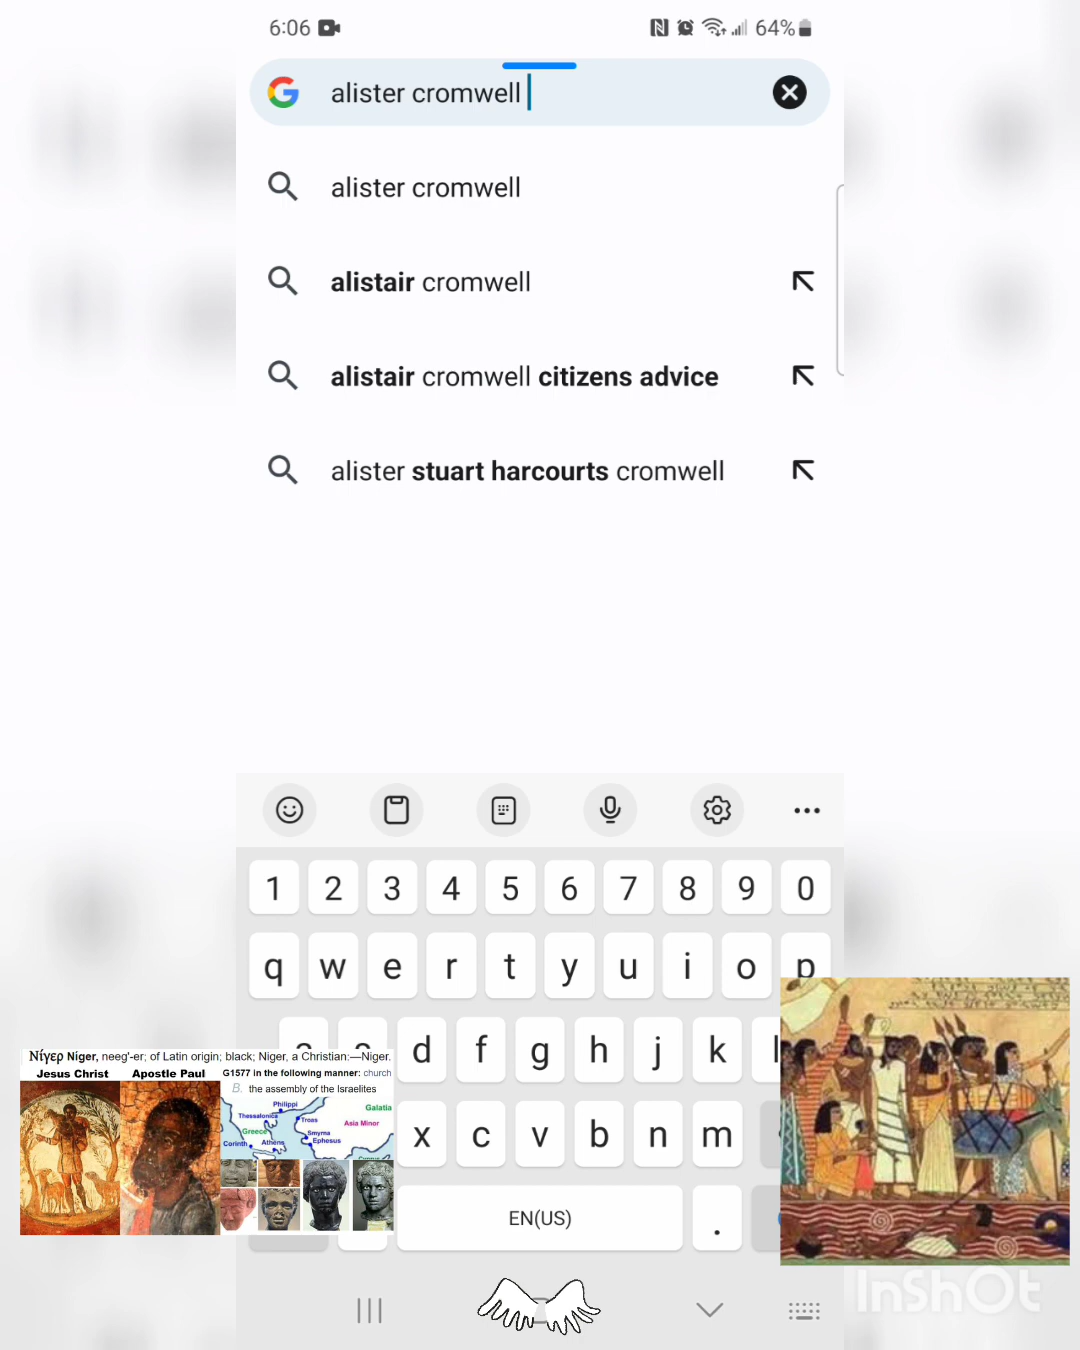 6:06 64%
alister cromwell
alister cromwell
alistair cromwell
alistair cromwell citizens advice
alister stuart harcourts cromwell
1 2 3 4 5 6 7 8 9 0
q w e r t y u i o p
d f g h j k l
x c v b n m
EN(US) .
Νίγερ Niger, neeg'-er; of Latin origin; black; Niger, a Christian:—Niger.
Jesus Christ Apostle Paul G1577 in the following manner: church
B. the assembly of the Israelites
Philippi
Galatia
Thessalonica
Troas
Asia Minor
Greece
Smyrna
Corinth Athens Ephesus
InShOt